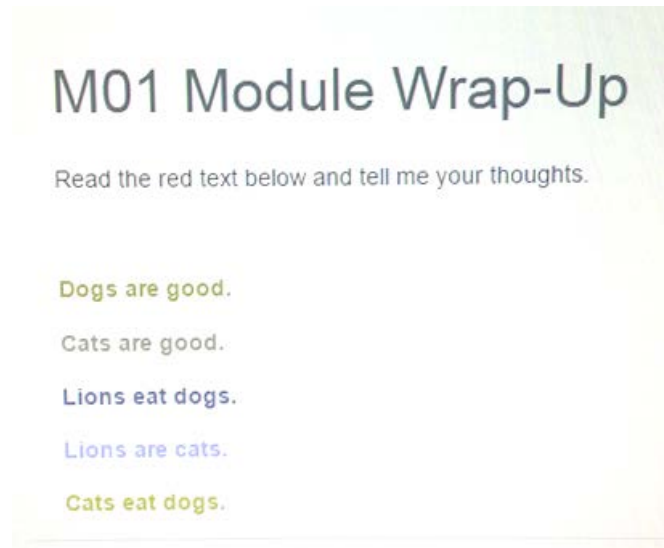 M01 Module Wrap-Up
Read the red text below and tell me your thoughts.
Dogs are good.
Cats are good.
Lions eat dogs.
Lions are cats.
Cats eat dogs.